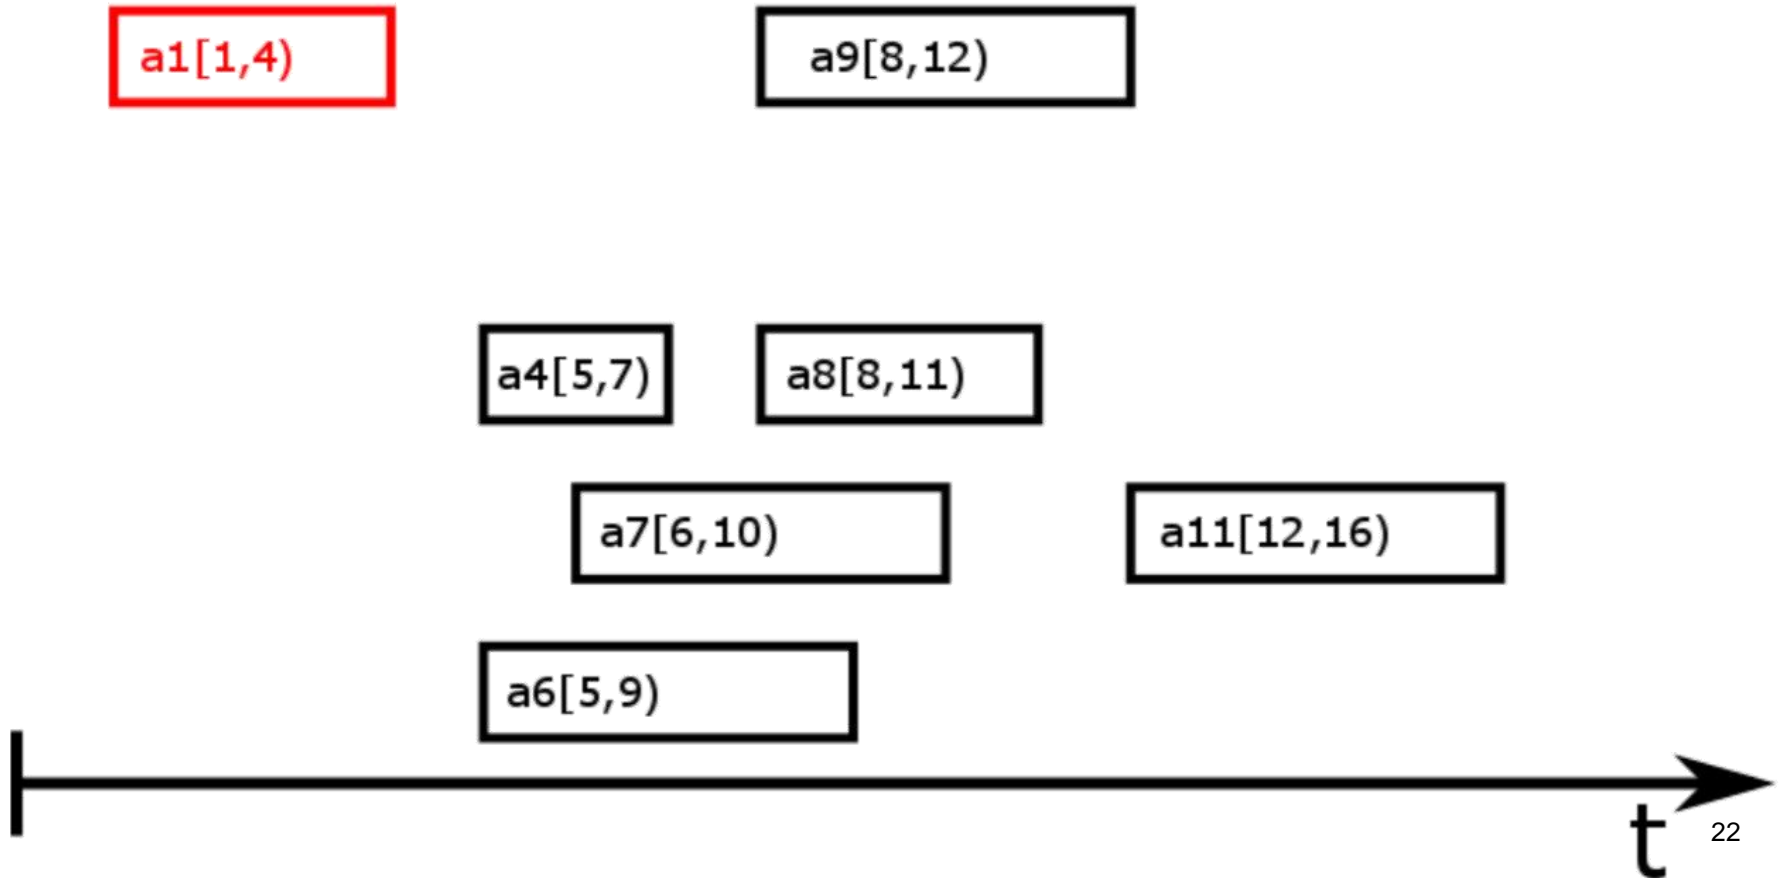 a1[1,4)
a9[8,12)
a4[5,7)
a8[8,11)
a7[6,10)
a11[12,16)
a6[5,9)
t
22